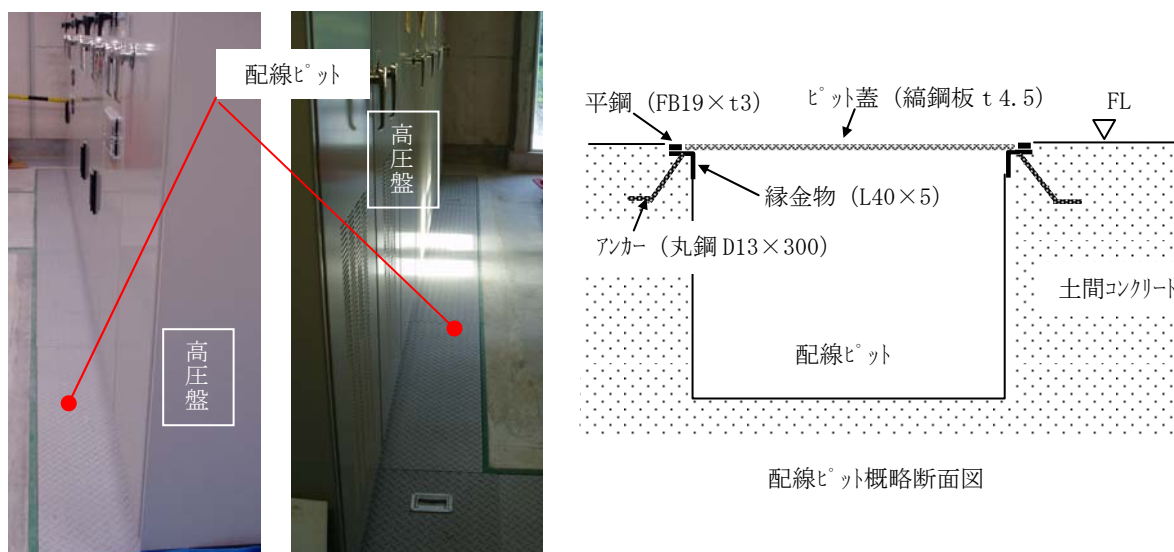 配線ﾋﾟｯﾄ
高圧盤
高圧盤
平鋼（FB19×t3）
ﾋﾟｯﾄ蓋（縞鋼板 t 4.5）
FL
縁金物（L40×5）
ｱﾝｶｰ（丸鋼 D13×300）
土間ｺﾝｸﾘｰﾄ
配線ﾋﾟｯﾄ
配線ﾋﾟｯﾄ概略断面図